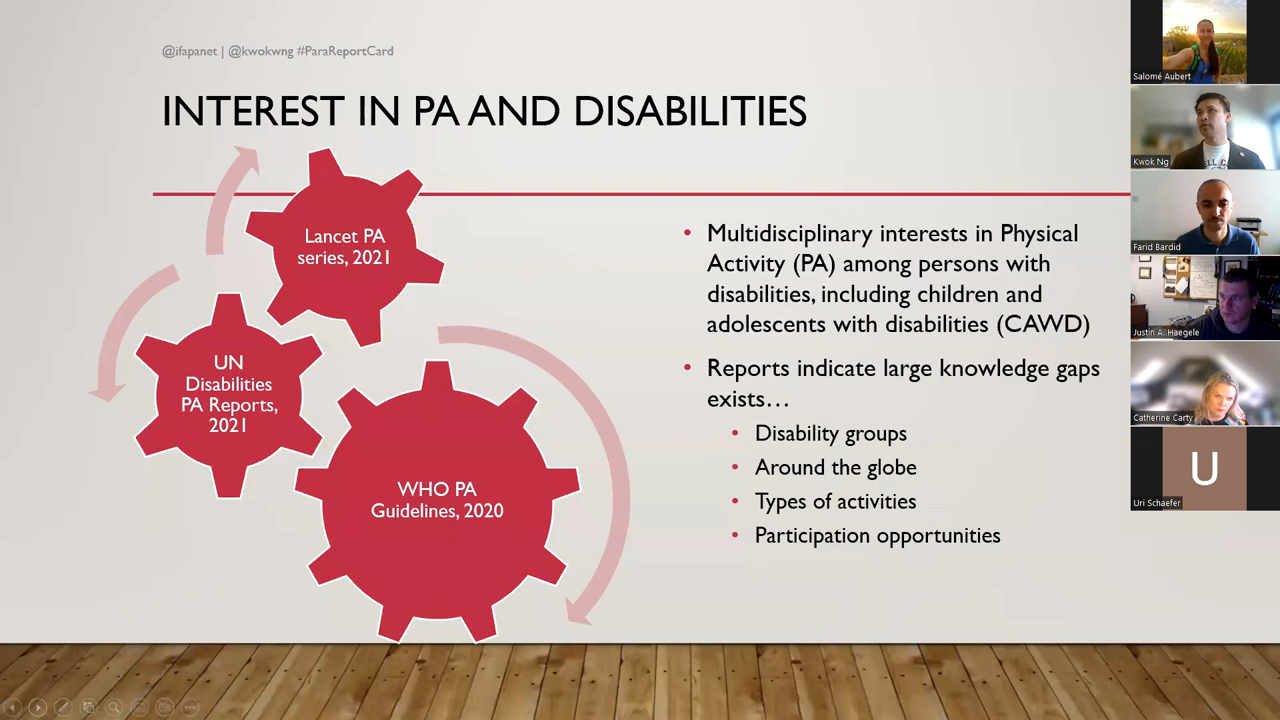 @ifapanet | @kwokwng #ParaReportCard
INTEREST IN PA AND DISABILITIES
Lancet PA
series, 2021
UN
Disabilities
PA Reports,
2021
WHO PA
Guidelines, 2020
• Multidisciplinary interests in Physical
Activity (PA) among persons with
disabilities, including children and
adolescents with disabilities (CAWD)
• Reports indicate large knowledge gaps
exists…
• Disability groups
• Around the globe
• Types of activities
• Participation opportunities
Salomé Aubert
Kwok Ng
Farid Bardid
Justin A. Haegele
Catherine Carty
U
Uri Schaefer